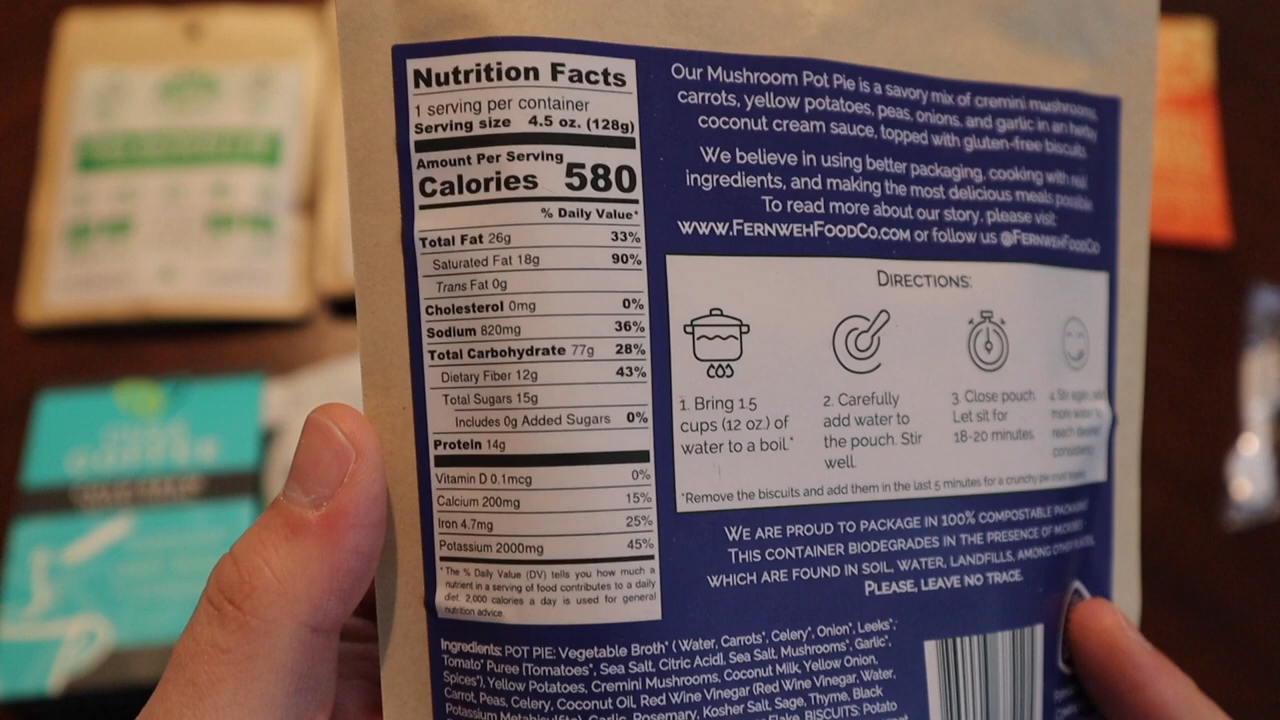 Nutrition Facts
1 serving per container
Serving size 4.5 oz. (128g)
Amount Per Serving
Calories 580
% Daily Value*
Total Fat 26g 33%
Saturated Fat 18g 90%
Trans Fat 0g
Cholesterol 0mg 0%
Sodium 820mg 36%
Total Carbohydrate 77g 28%
Dietary Fiber 12g 43%
Total Sugars 15g
Includes 0g Added Sugars 0%
Protein 14g
Vitamin D 0.1mcg 0%
Calcium 200mg 15%
Iron 4.7mg 25%
Potassium 2000mg 45%
*The % Daily Value (DV) tells you how much a
nutrient in a serving of food contributes to a daily
diet. 2,000 calories a day is used for general
nutrition advice.
Our Mushroom Pot Pie is a savory mix of cremini mushrooms,
carrots, yellow potatoes, peas, onions, and garlic in an herby
coconut cream sauce, topped with gluten-free biscuits.
We believe in using better packaging, cooking with real
ingredients, and making the most delicious meals possible.
To read more about our story, please visit:
www.FernwehFoodCo.com or follow us @FernwehFoodCo
Directions:
1. Bring 1.5
cups (12 oz.) of
water to a boil.*
2. Carefully
add water to
the pouch. Stir
well.
3. Close pouch.
Let sit for
18-20 minutes.
4. Stir again, add
more water to
reach desired
consistency.
*Remove the biscuits and add them in the last 5 minutes for a crunchy pie crust
We are proud to package in 100% compostable packaging.
This container biodegrades in the presence of
which are found in soil, water, landfills, among other places.
Please, leave no trace.
Ingredients: POT PIE: Vegetable Broth* ( Water, Carrots*, Celery*, Onion*, Leeks*,
Tomato* Puree [Tomatoes*, Sea Salt, Citric Acid], Sea Salt, Mushrooms*, Garlic*,
Spices*), Yellow Potatoes, Cremini Mushrooms, Coconut Milk, Yellow Onion,
Carrot, Peas, Celery, Coconut Oil, Red Wine Vinegar (Red Wine Vinegar, Water,
Potassium Metabisulfite), Garlic, Rosemary, Kosher Salt, Sage, Thyme, Black
Flake. BISCUITS: Potato